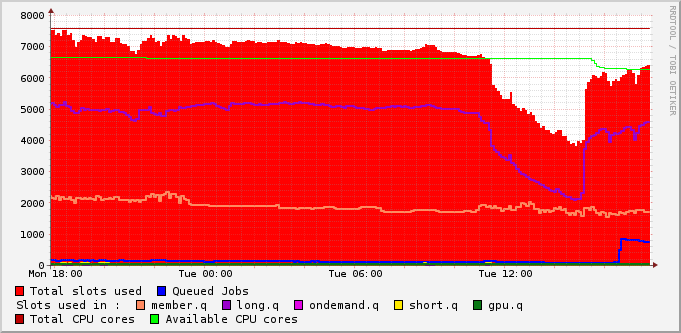 8000
7000
6000
5000
4000
3000
2000
1000
0
Mon 18:00 Tue 00:00 Tue 06:00 Tue 12:00
Total slots used Queued Jobs
Slots used in : member.q long.q ondemand.q short.q gpu.q
Total CPU cores Available CPU cores
RRDTOOL / TOBI OETIKER